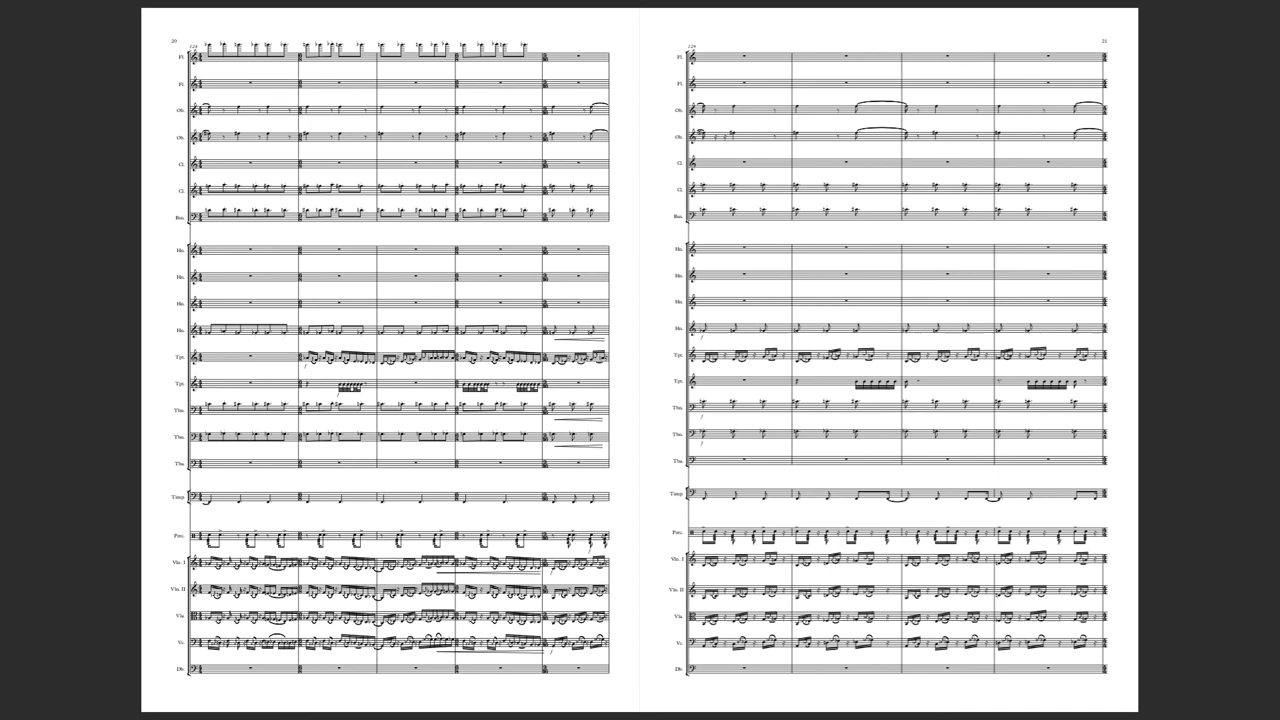 20
124
Fl.
Fl.
Ob.
Ob.
Cl.
Cl.
Bsn.
Hn.
Hn.
Hn.
Hn.
Tpt.
f
Tpt.
f
Tbn.
Tbn.
Tbn.
Timp.
Perc.
f
Vln. I
f
Vln. II
Vla.
Vc.
f
Db.
21
129
Fl.
Fl.
Ob.
Ob.
Cl.
Cl.
Bsn.
Hn.
Hn.
Hn.
Hn.
f
Tpt.
Tpt.
Tbn.
f
Tbn.
f
Tbn.
Timp.
Perc.
Vln. I
Vln. II
Vla.
Vc.
Db.